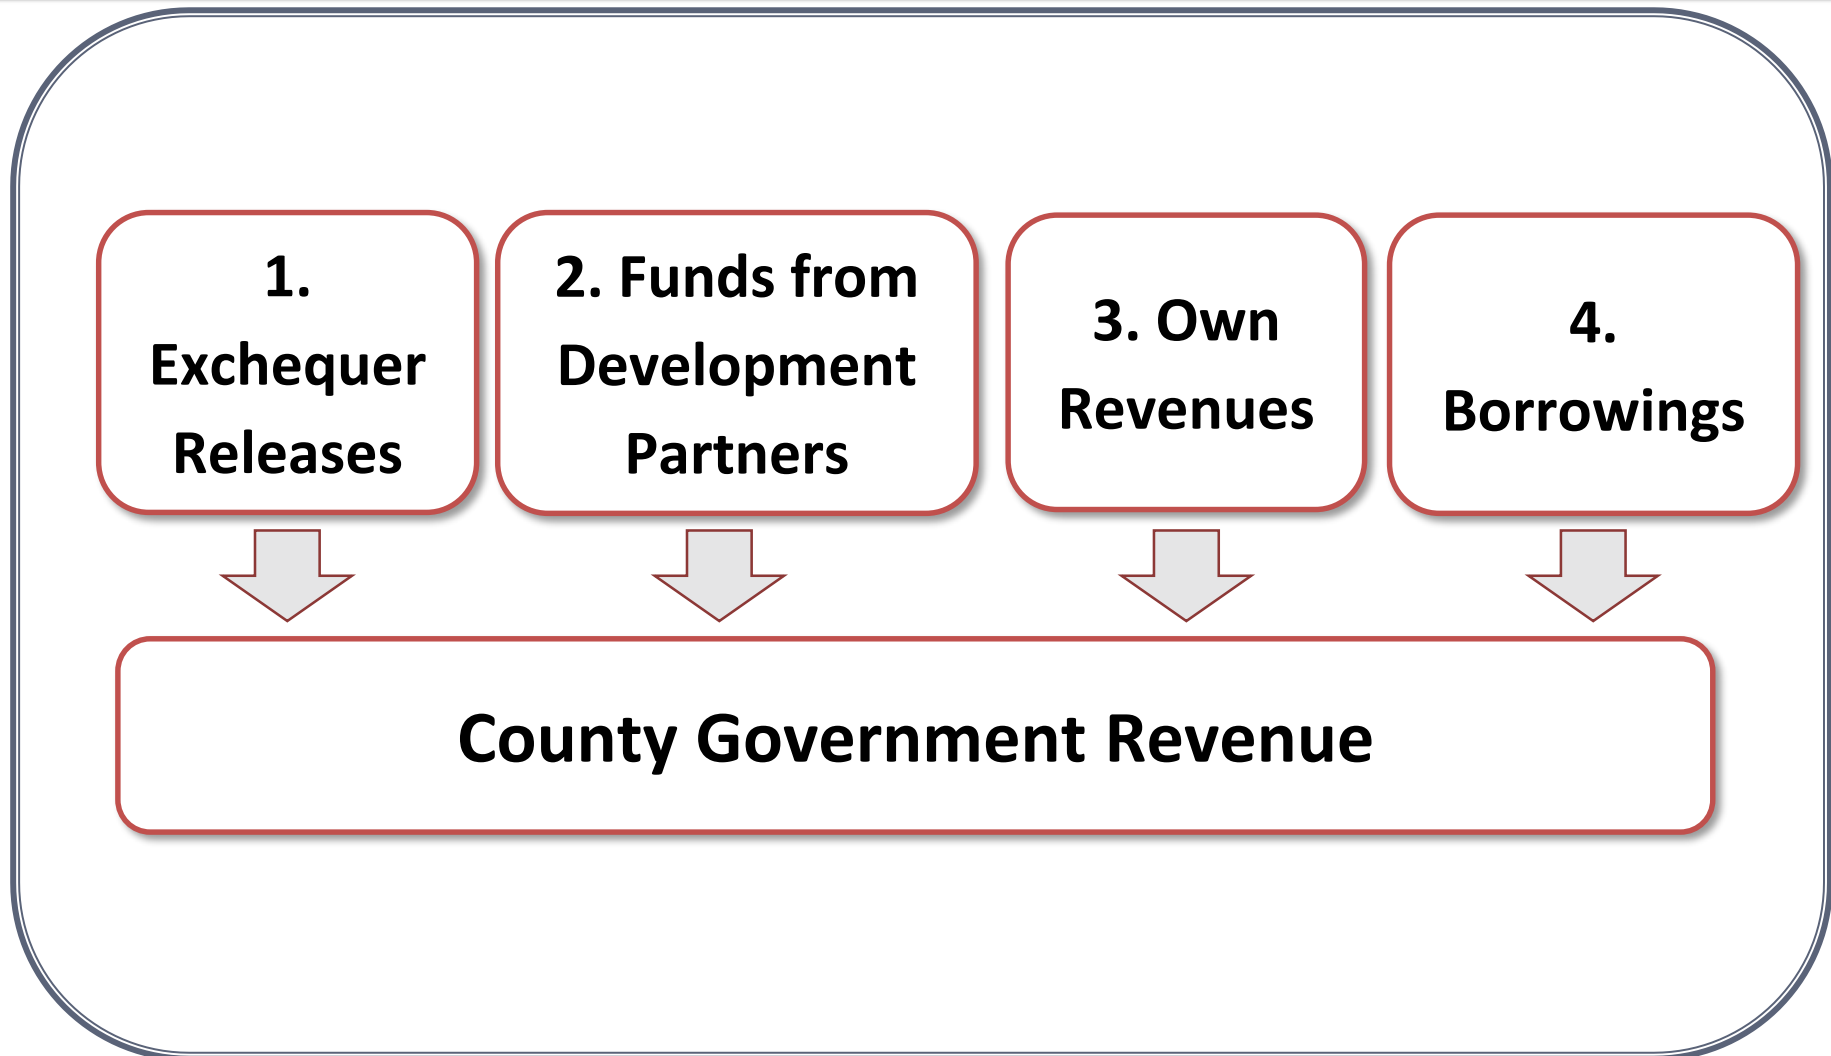 1.
Exchequer
Releases
2. Funds from
Development
Partners
3. Own
Revenues
4.
Borrowings
County Government Revenue